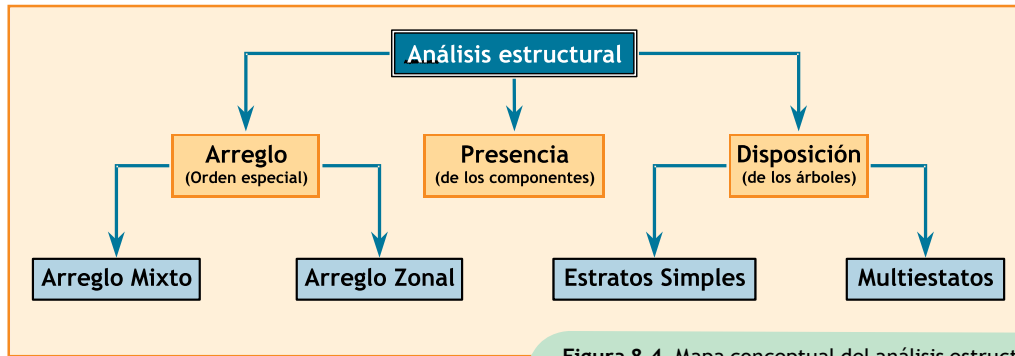 Análisis estructural
Arreglo
(Orden especial)
Presencia
(de los componentes)
Disposición
(de los árboles)
Arreglo Mixto
Arreglo Zonal
Estratos Simples
Multiestatos
Figura 8-4. Mapa conceptual del análisis